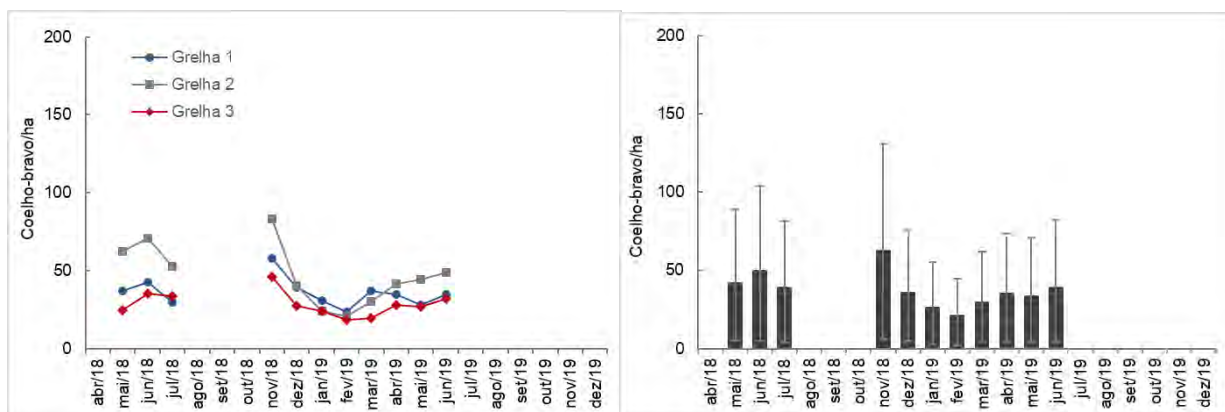 200
150
100
50
0
Coelho-bravo/ha
Grelha 1
Grelha 2
Grelha 3
abr/18
mai/18
jun/18
jul/18
ago/18
set/18
out/18
nov/18
dez/18
jan/19
fev/19
mar/19
abr/19
mai/19
jun/19
jul/19
ago/19
set/19
out/19
nov/19
dez/19
200
150
100
50
0
Coelho-bravo/ha
abr/18
mai/18
jun/18
jul/18
ago/18
set/18
out/18
nov/18
dez/18
jan/19
fev/19
mar/19
abr/19
mai/19
jun/19
jul/19
ago/19
set/19
out/19
nov/19
dez/19